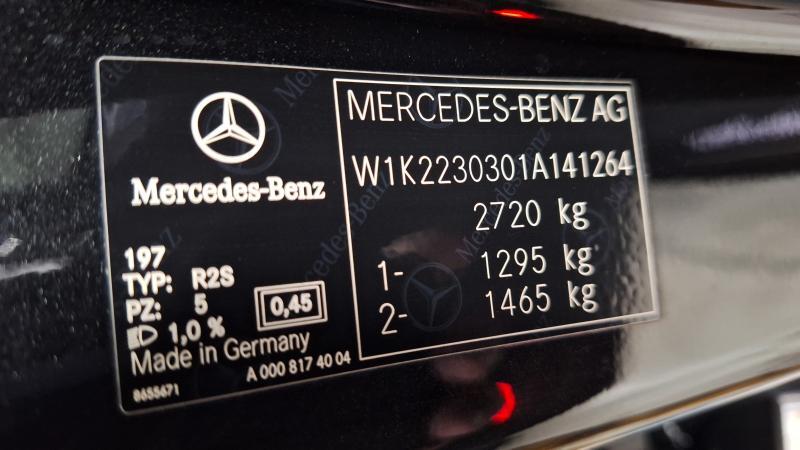 Mercedes-Benz
197
TYP: R2S
PZ: 5
1,0 %
0,45
Made in Germany
A 000 817 40 04
8655671
MERCEDES-BENZ AG
W1K2230301A141264
2720 kg
1- 1295 kg
2- 1465 kg